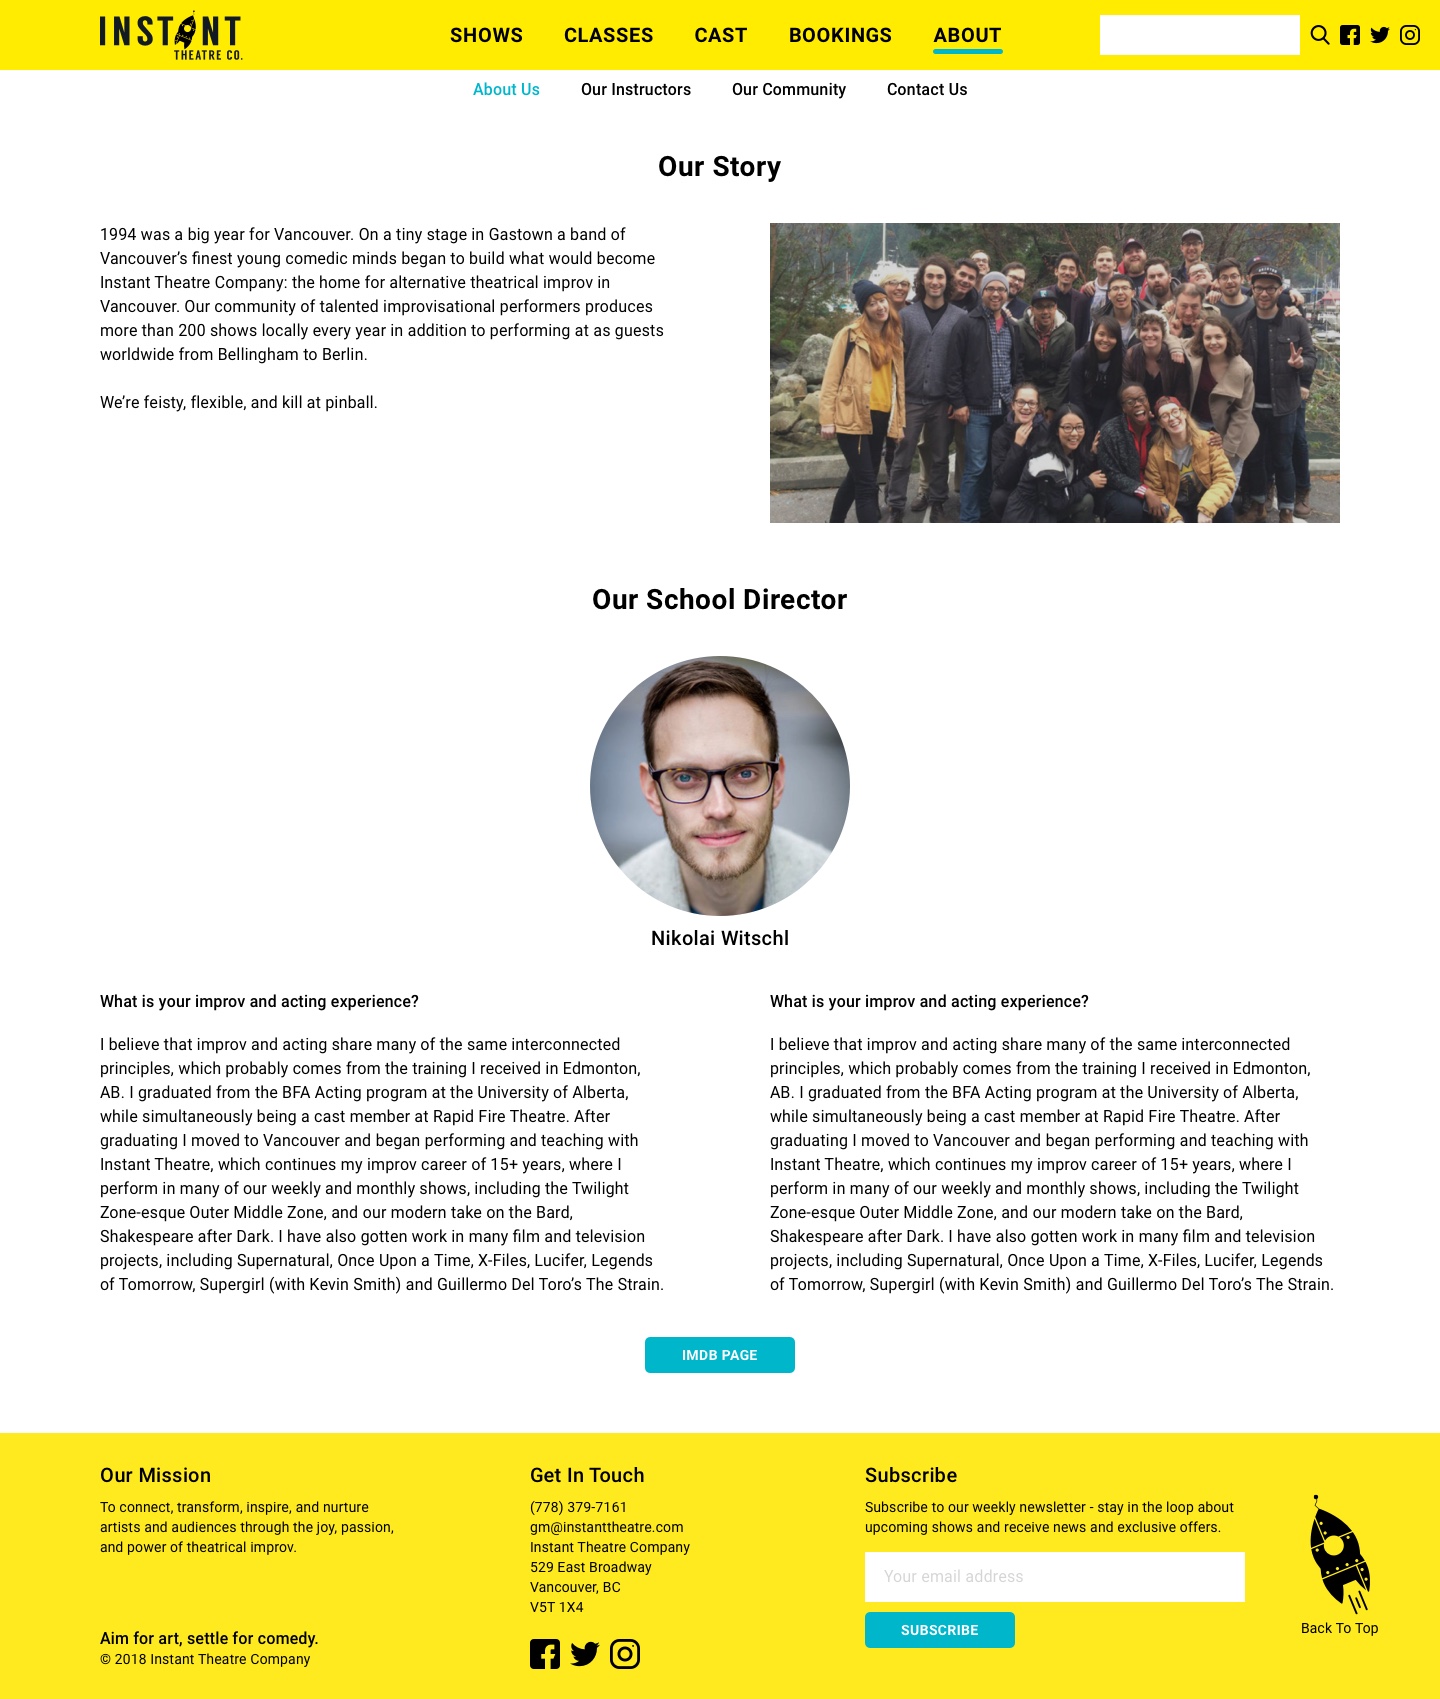 INSTANT
THEATRE CO.
SHOWS CLASSES CAST BOOKINGS ABOUT
About Us Our Instructors Our Community Contact Us
Our Story
1994 was a big year for Vancouver. On a tiny stage in Gastown a band of
Vancouver’s finest young comedic minds began to build what would become
Instant Theatre Company: the home for alternative theatrical improv in
Vancouver. Our community of talented improvisational performers produces
more than 200 shows locally every year in addition to performing at as guests
worldwide from Bellingham to Berlin.
We’re feisty, flexible, and kill at pinball.
Our School Director
Nikolai Witschl
What is your improv and acting experience?
I believe that improv and acting share many of the same interconnected
principles, which probably comes from the training I received in Edmonton,
AB. I graduated from the BFA Acting program at the University of Alberta,
while simultaneously being a cast member at Rapid Fire Theatre. After
graduating I moved to Vancouver and began performing and teaching with
Instant Theatre, which continues my improv career of 15+ years, where I
perform in many of our weekly and monthly shows, including the Twilight
Zone-esque Outer Middle Zone, and our modern take on the Bard,
Shakespeare after Dark. I have also gotten work in many film and television
projects, including Supernatural, Once Upon a Time, X-Files, Lucifer, Legends
of Tomorrow, Supergirl (with Kevin Smith) and Guillermo Del Toro’s The Strain.
What is your improv and acting experience?
I believe that improv and acting share many of the same interconnected
principles, which probably comes from the training I received in Edmonton,
AB. I graduated from the BFA Acting program at the University of Alberta,
while simultaneously being a cast member at Rapid Fire Theatre. After
graduating I moved to Vancouver and began performing and teaching with
Instant Theatre, which continues my improv career of 15+ years, where I
perform in many of our weekly and monthly shows, including the Twilight
Zone-esque Outer Middle Zone, and our modern take on the Bard,
Shakespeare after Dark. I have also gotten work in many film and television
projects, including Supernatural, Once Upon a Time, X-Files, Lucifer, Legends
of Tomorrow, Supergirl (with Kevin Smith) and Guillermo Del Toro’s The Strain.
IMDB PAGE
Our Mission
To connect, transform, inspire, and nurture
artists and audiences through the joy, passion,
and power of theatrical improv.
Aim for art, settle for comedy.
© 2018 Instant Theatre Company
Get In Touch
(778) 379-7161
gm@instanttheatre.com
Instant Theatre Company
529 East Broadway
Vancouver, BC
V5T 1X4
Subscribe
Subscribe to our weekly newsletter - stay in the loop about
upcoming shows and receive news and exclusive offers.
Your email address
SUBSCRIBE
Back To Top